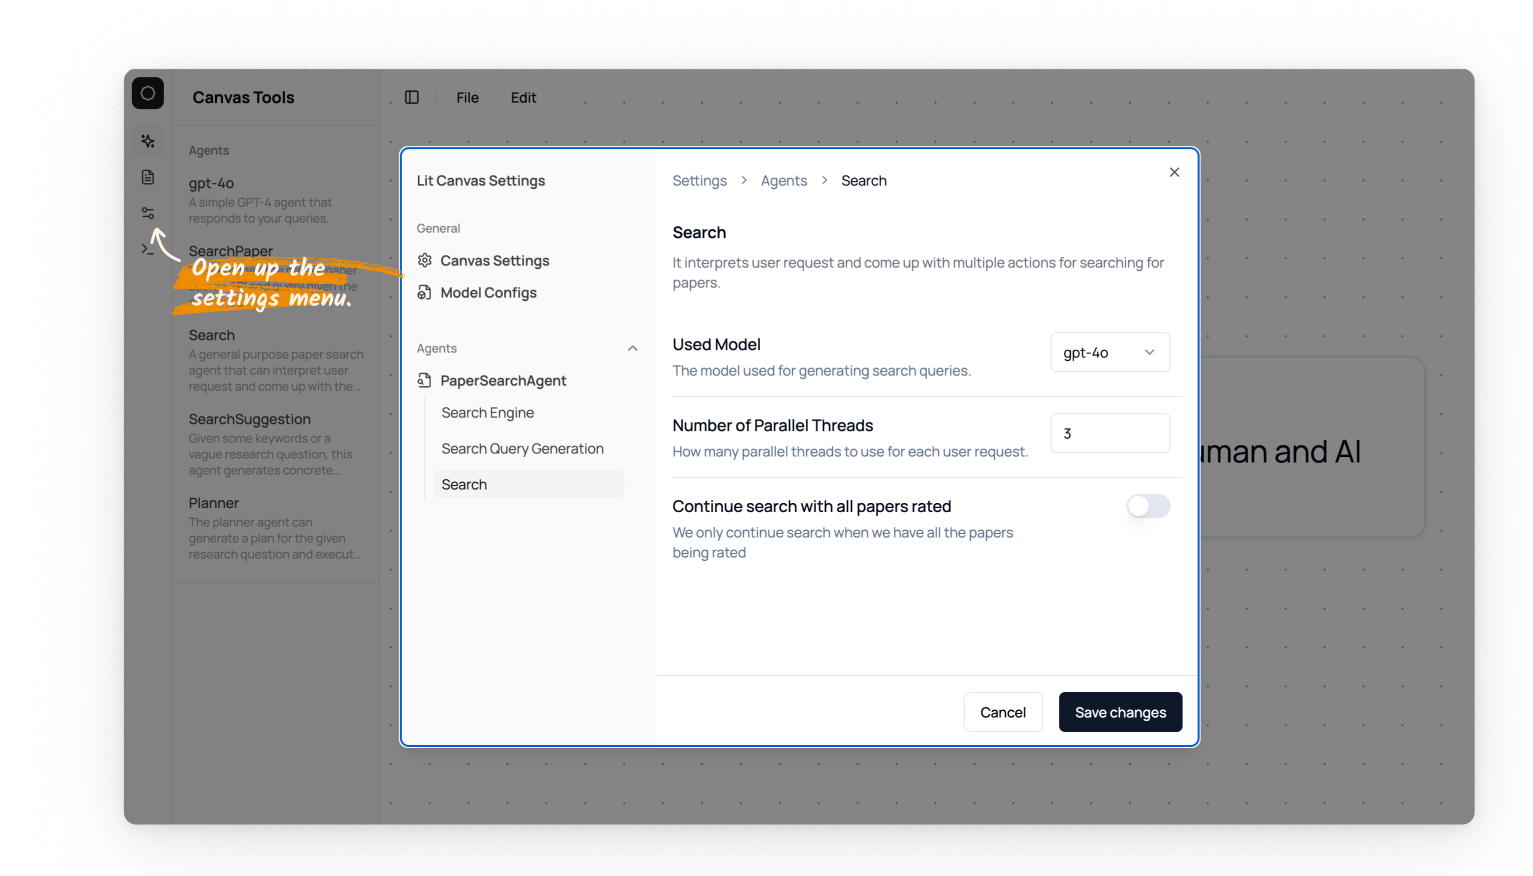 Canvas Tools
File
Edit
Agents
gpt-4o
A simple GPT-4 agent that
responds to your queries.
SearchPaper
paper
query given the
Open up the
settings menu.
Search
A general purpose paper search
agent that can interpret user
request and come up with the...
SearchSuggestion
Given some keywords or a
vague research question, this
agent generates concrete...
Planner
The planner agent can
generate a plan for the given
research question and execut...
Lit Canvas Settings
General
Canvas Settings
Model Configs
Agents
PaperSearchAgent
Search Engine
Search Query Generation
Search
Settings > Agents > Search
Search
It interprets user request and come up with multiple actions for searching for
papers.
Used Model
The model used for generating search queries.
gpt-4o
Number of Parallel Threads
How many parallel threads to use for each user request.
3
Continue search with all papers rated
We only continue search when we have all the papers
being rated
Cancel
Save changes
uman and AI